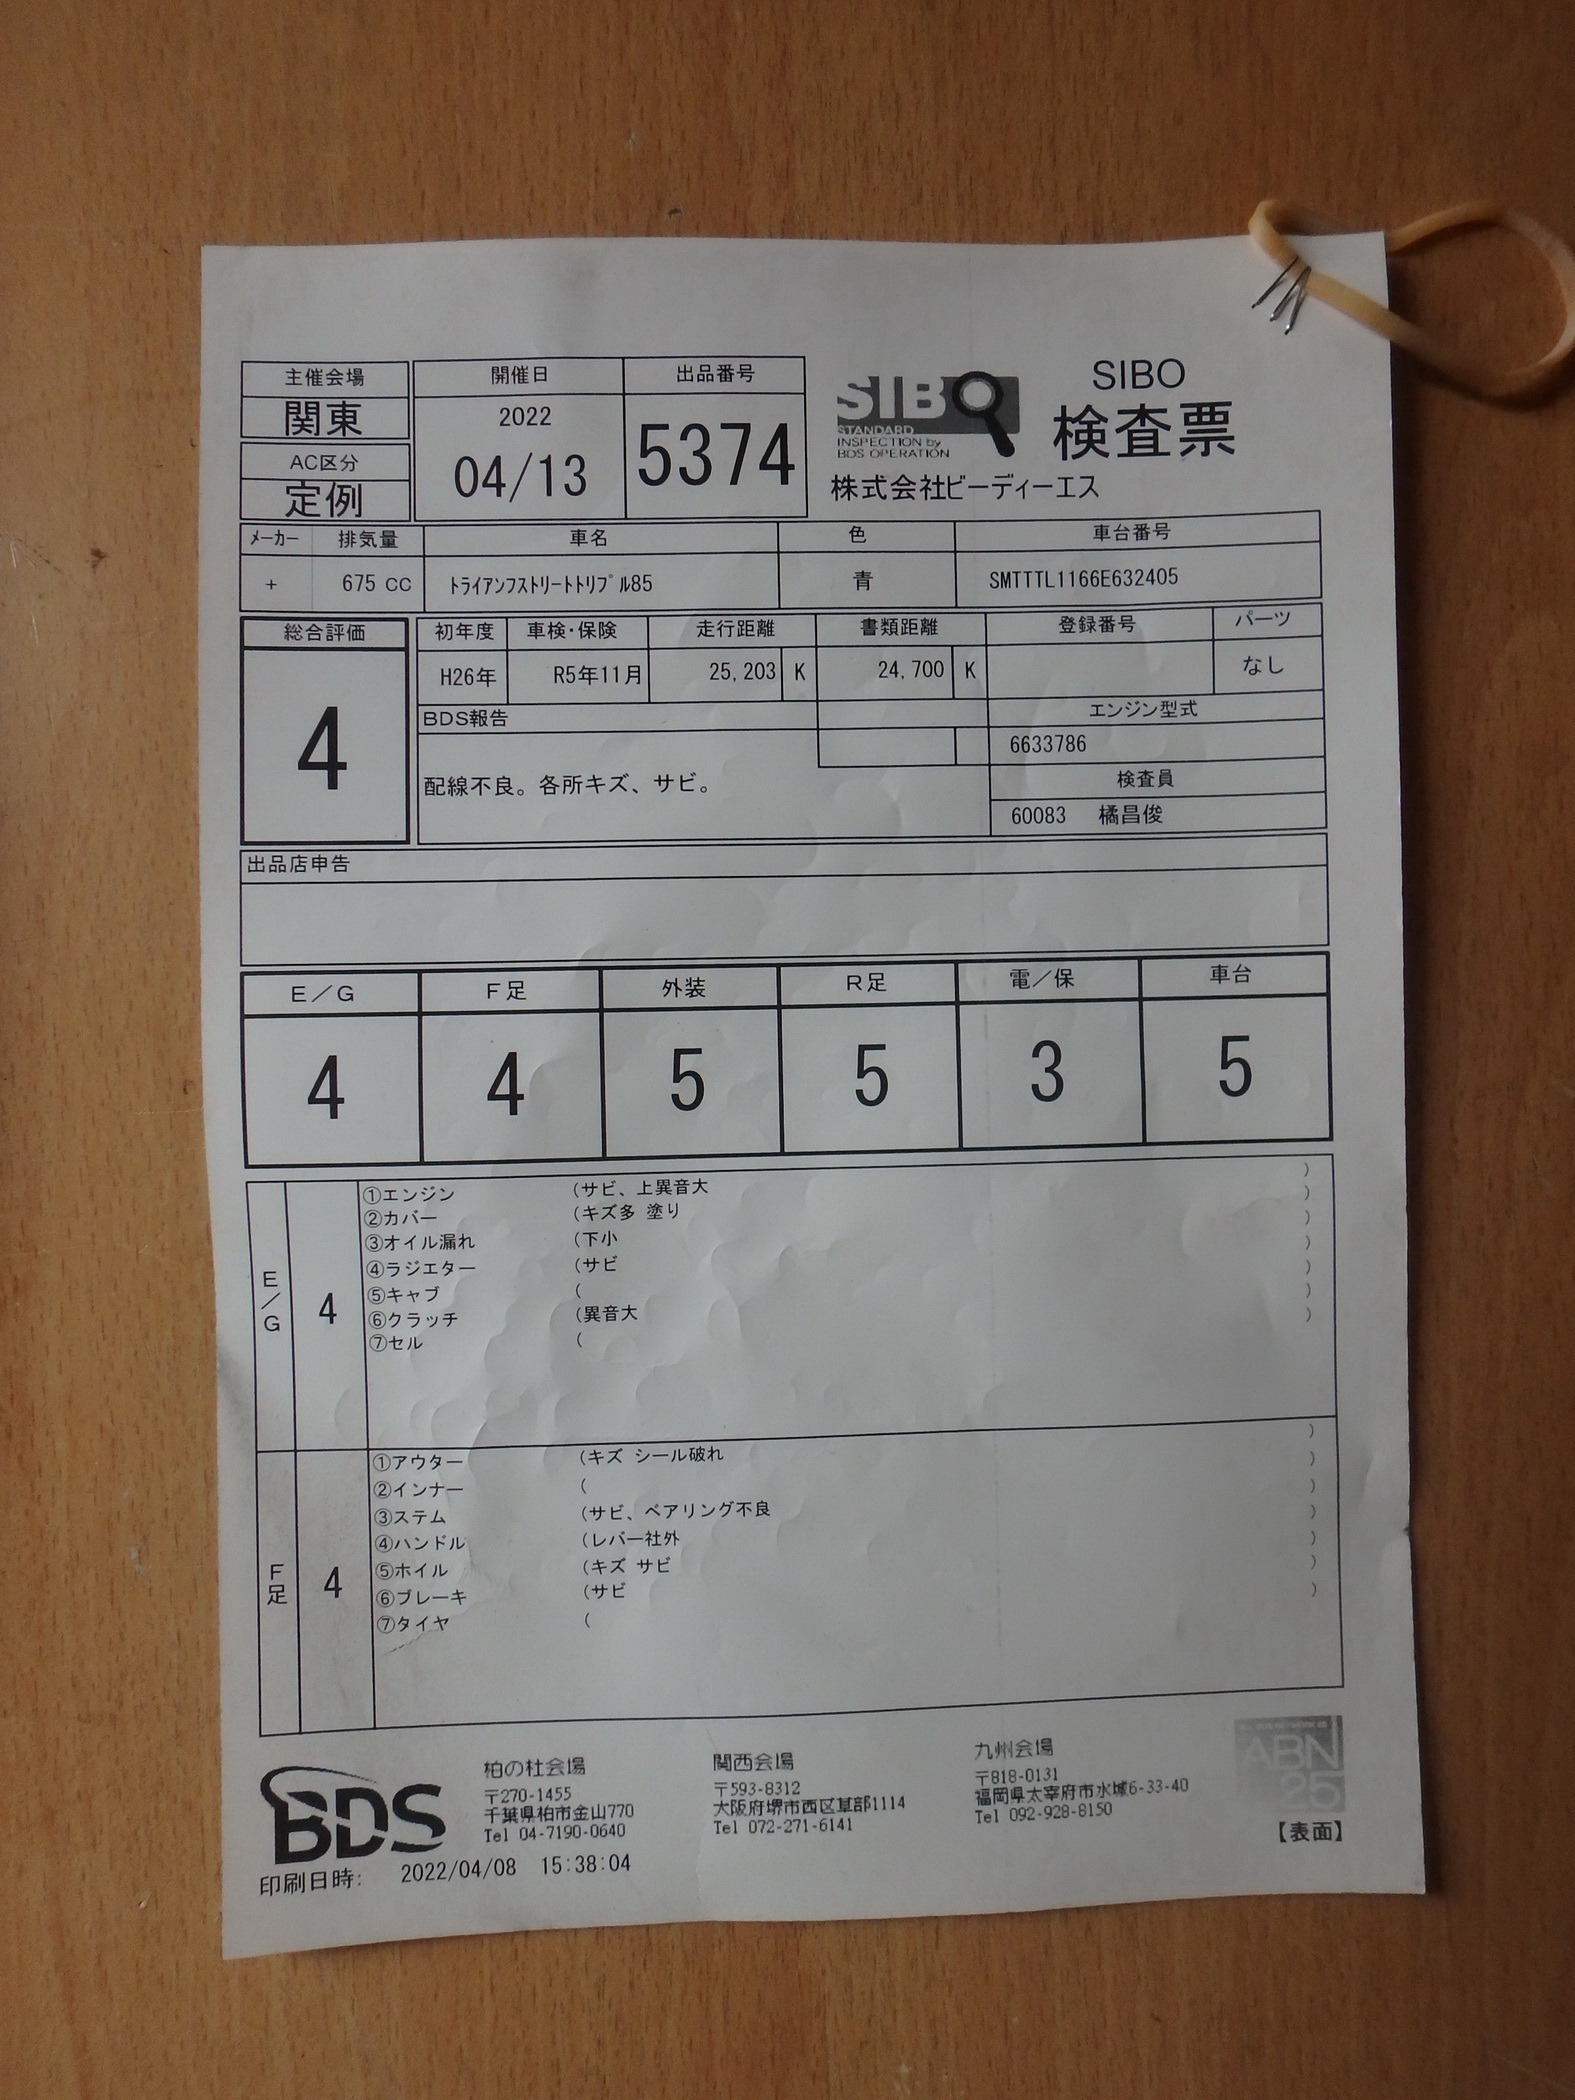 主催会場
関東
AC区分
定例
開催日
2022
04/13
出品番号
5374
SIBO
STANDARD
INSPECTION by
BDS OPERATION
SIBO
検査票
株式会社ビーディーエス
ﾒｰｶｰ 排気量 車名 色 車台番号
+ 675 CC ﾄﾗｲｱﾝﾌｽﾄﾘｰﾄﾄﾘﾌﾟﾙ85 青 SMTTTL1166E632405
総合評価
4
初年度 車検・保険 走行距離 書類距離 登録番号 パーツ
H26年 R5年11月 25,203 K 24,700 K なし
BDS報告
配線不良。各所キズ、サビ。
エンジン型式
6633786
検査員
60083 橘昌俊
出品店申告
E/G F足 外装 R足 電/保 車台
4 4 5 5 3 5
E/G
4
①エンジン (サビ、上異音大 )
②カバー (キズ多 塗り )
③オイル漏れ (下小 )
④ラジエター (サビ )
⑤キャブ ( )
⑥クラッチ (異音大 )
⑦セル ( )
F足
4
①アウター (キズ シール破れ )
②インナー ( )
③ステム (サビ、ベアリング不良 )
④ハンドル (レバー社外 )
⑤ホイル (キズ サビ )
⑥ブレーキ (サビ )
⑦タイヤ ( )
BDS
柏の杜会場
〒270-1455
千葉県柏市金山770
Tel 04-7190-0640
関西会場
〒593-8312
大阪府堺市西区草部1114
Tel 072-271-6141
九州会場
〒818-0131
福岡県太宰府市水城6-33-40
Tel 092-928-8150
ABN
25
【表面】
印刷日時: 2022/04/08 15:38:04